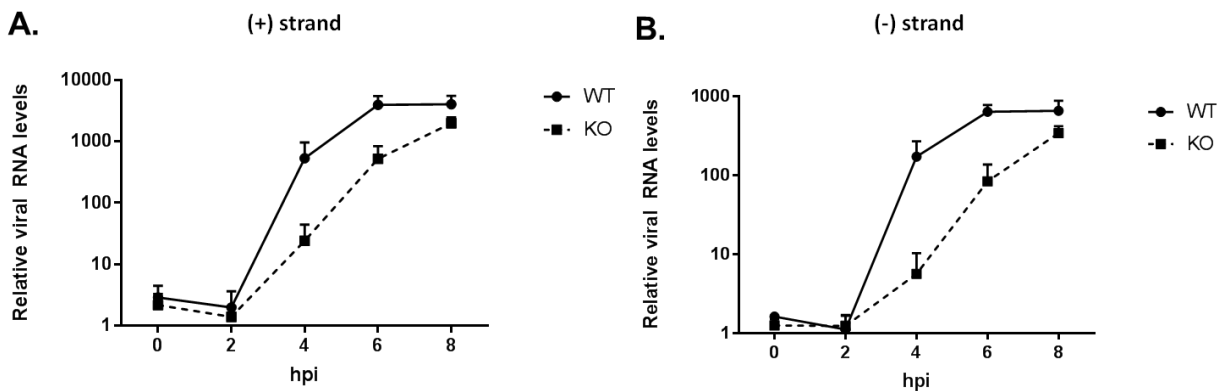 A.
(+) strand
Relative viral RNA levels
10000
1000
100
10
1
0 2 4 6 8
hpi
WT
KO
B.
(-) strand
Relative viral RNA levels
1000
100
10
1
0 2 4 6 8
hpi
WT
KO